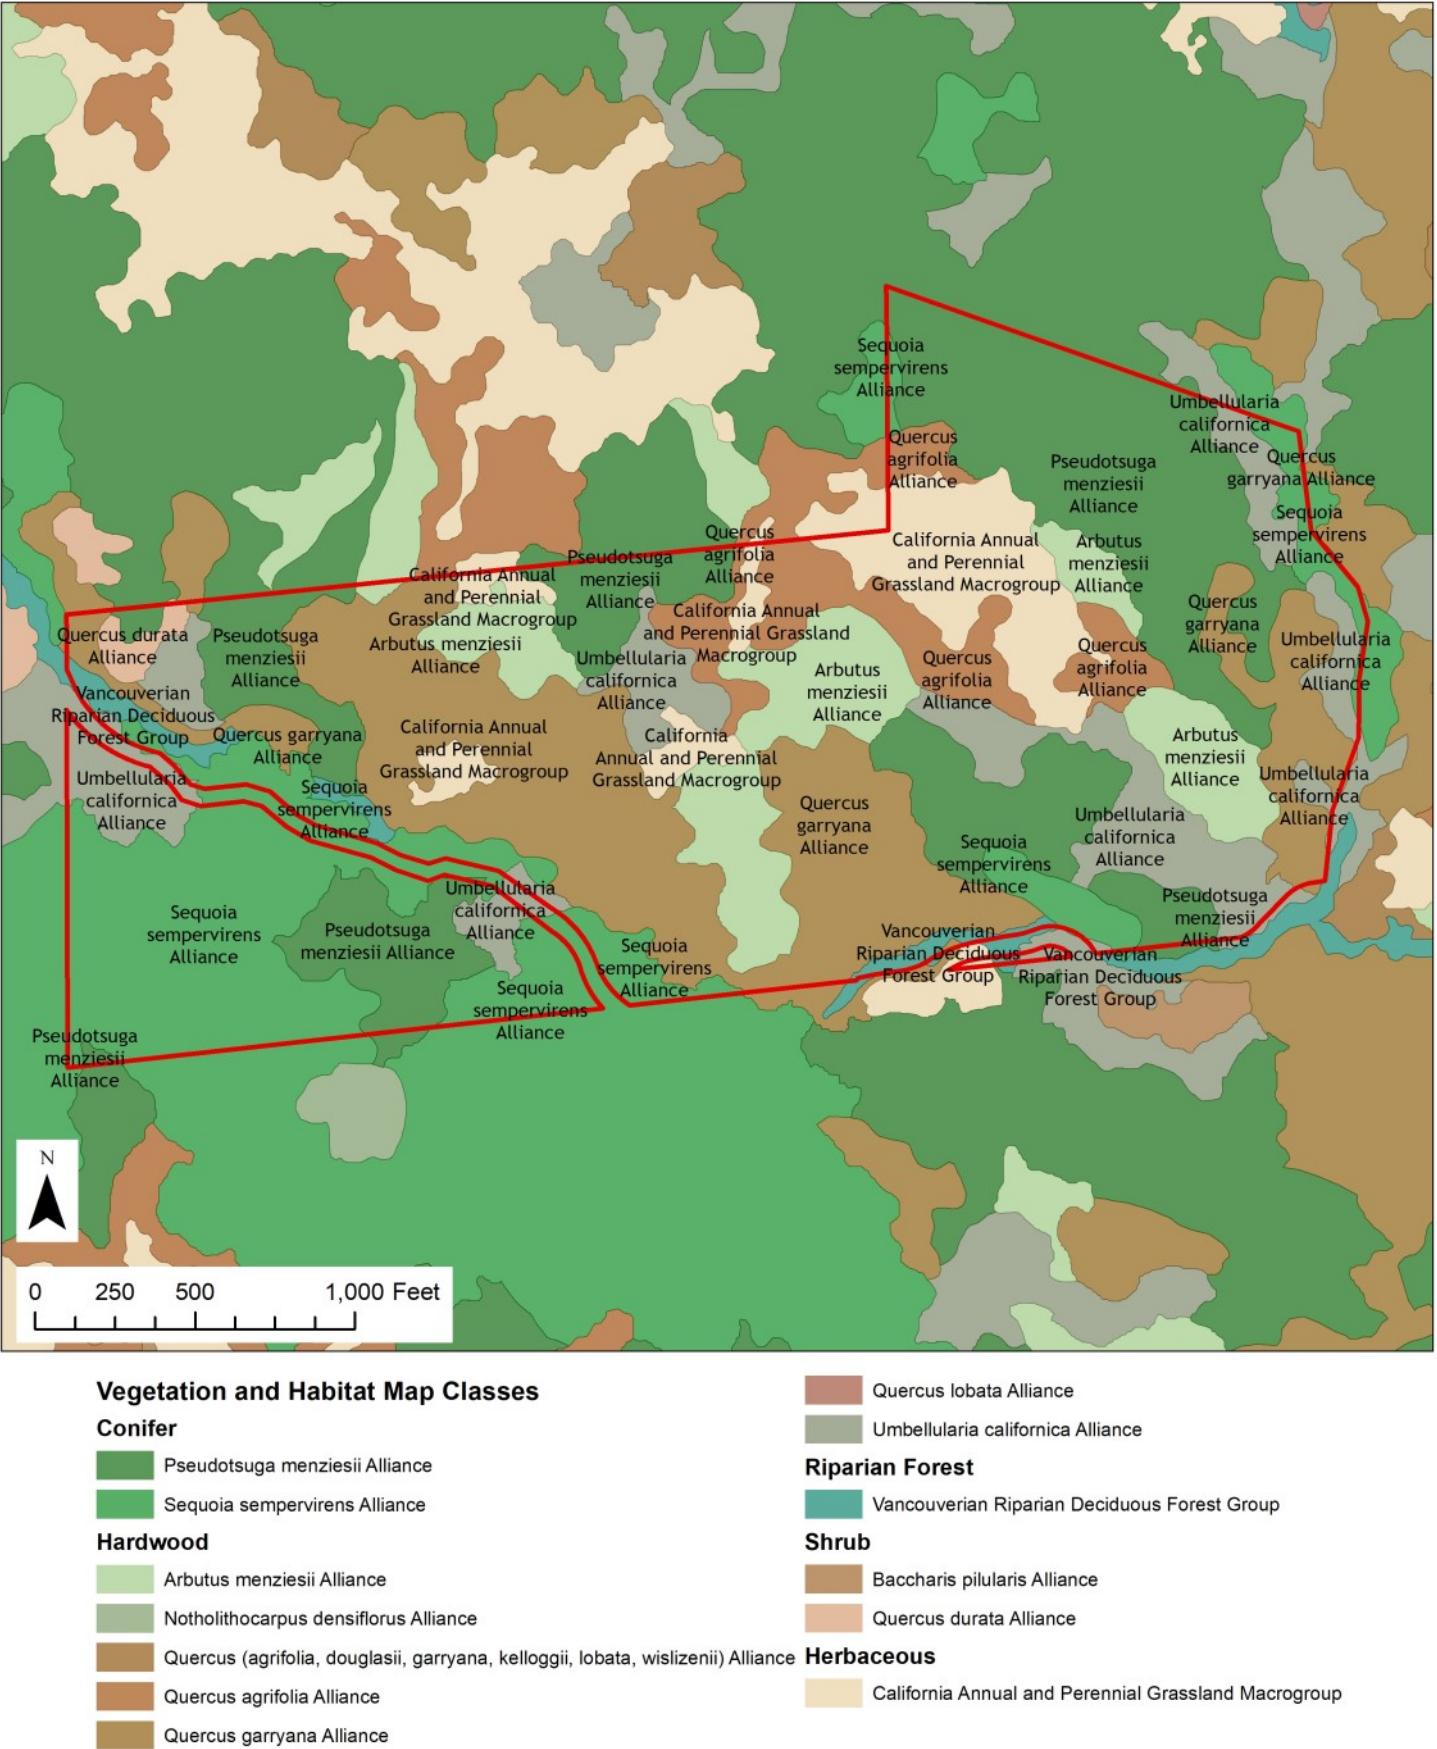 Sequoia
sempervirens
Alliance
Umbellularia
californica
Alliance
Quercus
agrifolia
Alliance
Pseudotsuga
menziesii
Alliance
Quercus
garryana Alliance
Sequoia
sempervirens
Alliance
Quercus
agrifolia
Alliance
California Annual
and Perennial
Grassland Macrogroup
Arbutus
menziesii
Alliance
Pseudotsuga
menziesii
Alliance
California Annual
and Perennial
Grassland Macrogroup
Quercus
garryana
Alliance
California Annual
and Perennial Grassland
Macrogroup
Quercus durata
Alliance
Pseudotsuga
menziesii
Alliance
Arbutus menziesii
Alliance
Umbellularia
californica
Alliance
Arbutus
menziesii
Alliance
Quercus
agrifolia
Alliance
Quercus
agrifolia
Alliance
Umbellularia
californica
Alliance
Vancouverian
Riparian Deciduous
Forest Group
Quercus garryana
Alliance
California Annual
and Perennial
Grassland Macrogroup
California
Annual and Perennial
Grassland Macrogroup
Arbutus
menziesii
Alliance
Umbellularia
californica
Alliance
Umbellularia
californica
Alliance
Sequoia
sempervirens
Alliance
Quercus
garryana
Alliance
Umbellularia
californica
Alliance
Sequoia
sempervirens
Alliance
Umbellularia
californica
Alliance
Pseudotsuga
menziesii
Alliance
Sequoia
sempervirens
Alliance
Pseudotsuga
menziesii Alliance
Sequoia
sempervirens
Alliance
Vancouverian
Riparian Deciduous
Forest Group
Vancouverian
Riparian Deciduous
Forest Group
Sequoia
sempervirens
Alliance
Pseudotsuga
menziesii
Alliance
N
0 250 500 1,000 Feet
Vegetation and Habitat Map Classes
Conifer
Pseudotsuga menziesii Alliance
Sequoia sempervirens Alliance
Hardwood
Arbutus menziesii Alliance
Notholithocarpus densiflorus Alliance
Quercus (agrifolia, douglasii, garryana, kelloggii, lobata, wislizenii) Alliance
Quercus agrifolia Alliance
Quercus garryana Alliance
Quercus lobata Alliance
Umbellularia californica Alliance
Riparian Forest
Vancouverian Riparian Deciduous Forest Group
Shrub
Baccharis pilularis Alliance
Quercus durata Alliance
Herbaceous
California Annual and Perennial Grassland Macrogroup